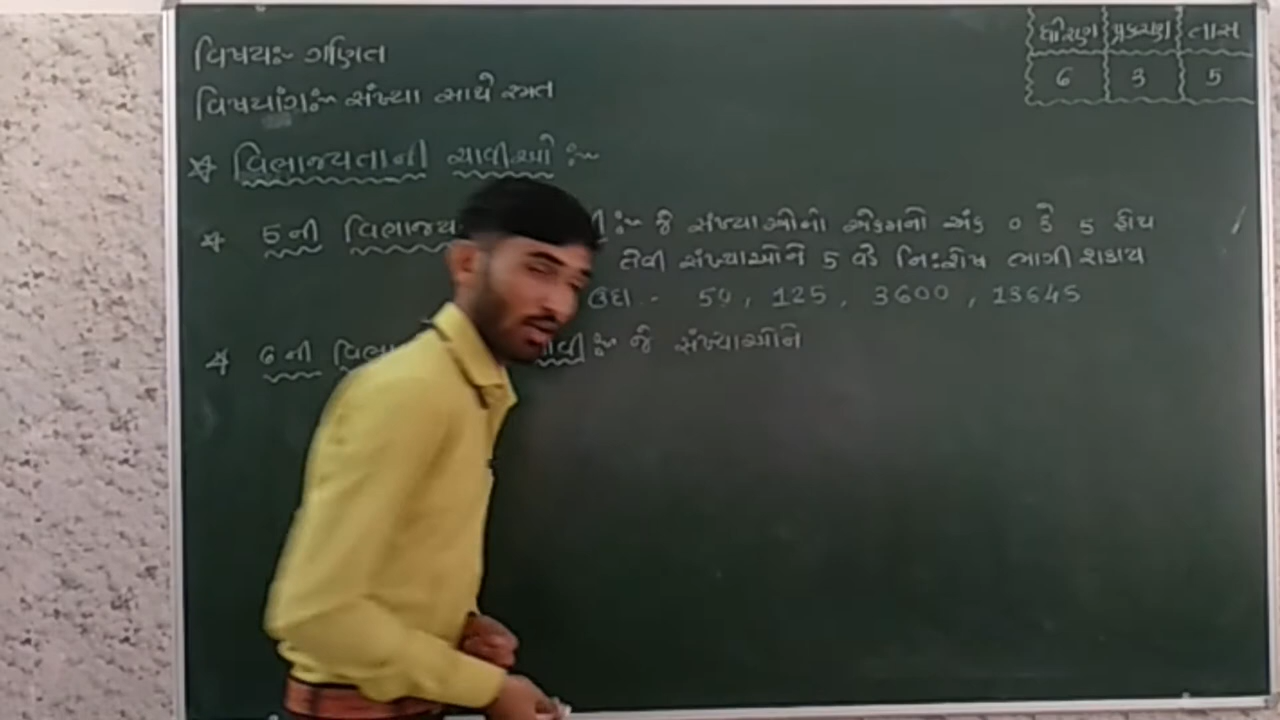 વિષયઃ- ગણિત
વિષયાંગઃ- સંખ્યા સાથે રમત
ધોરણ પ્રકરણ તાસ
6 3 5
* વિભાજ્યતાની ચાવીઓ :-
* 5 ની વિભાજ્ય :- જે સંખ્યાઓનો એકમનો અંક 0 કે 5 હોય
તેવી સંખ્યાઓને 5 વડે નિઃશેષ ભાગી શકાય
ઉદા - 50, 125, 3600, 13645
* 6 ની વિભા :- જે સંખ્યાઓને